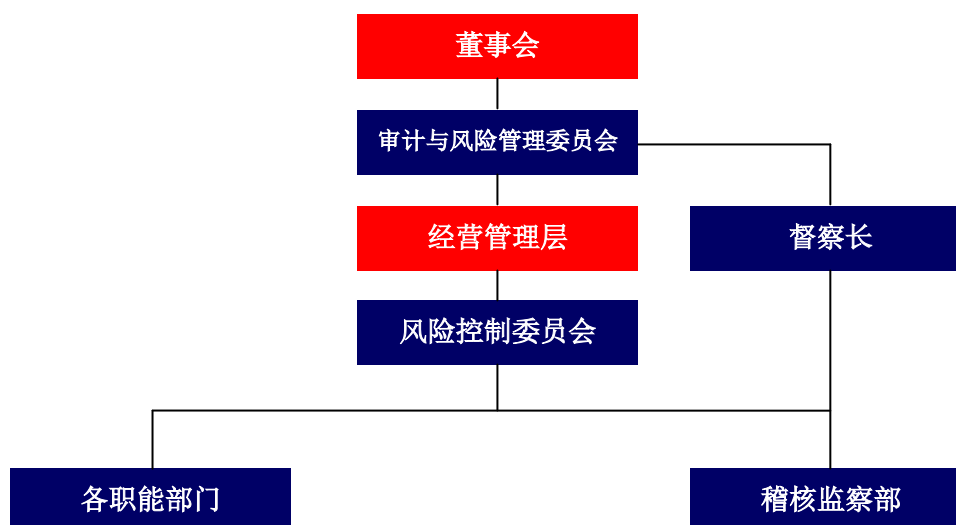 董事会
审计与风险管理委员会
经营管理层
督察长
风险控制委员会
各职能部门
稽核监察部